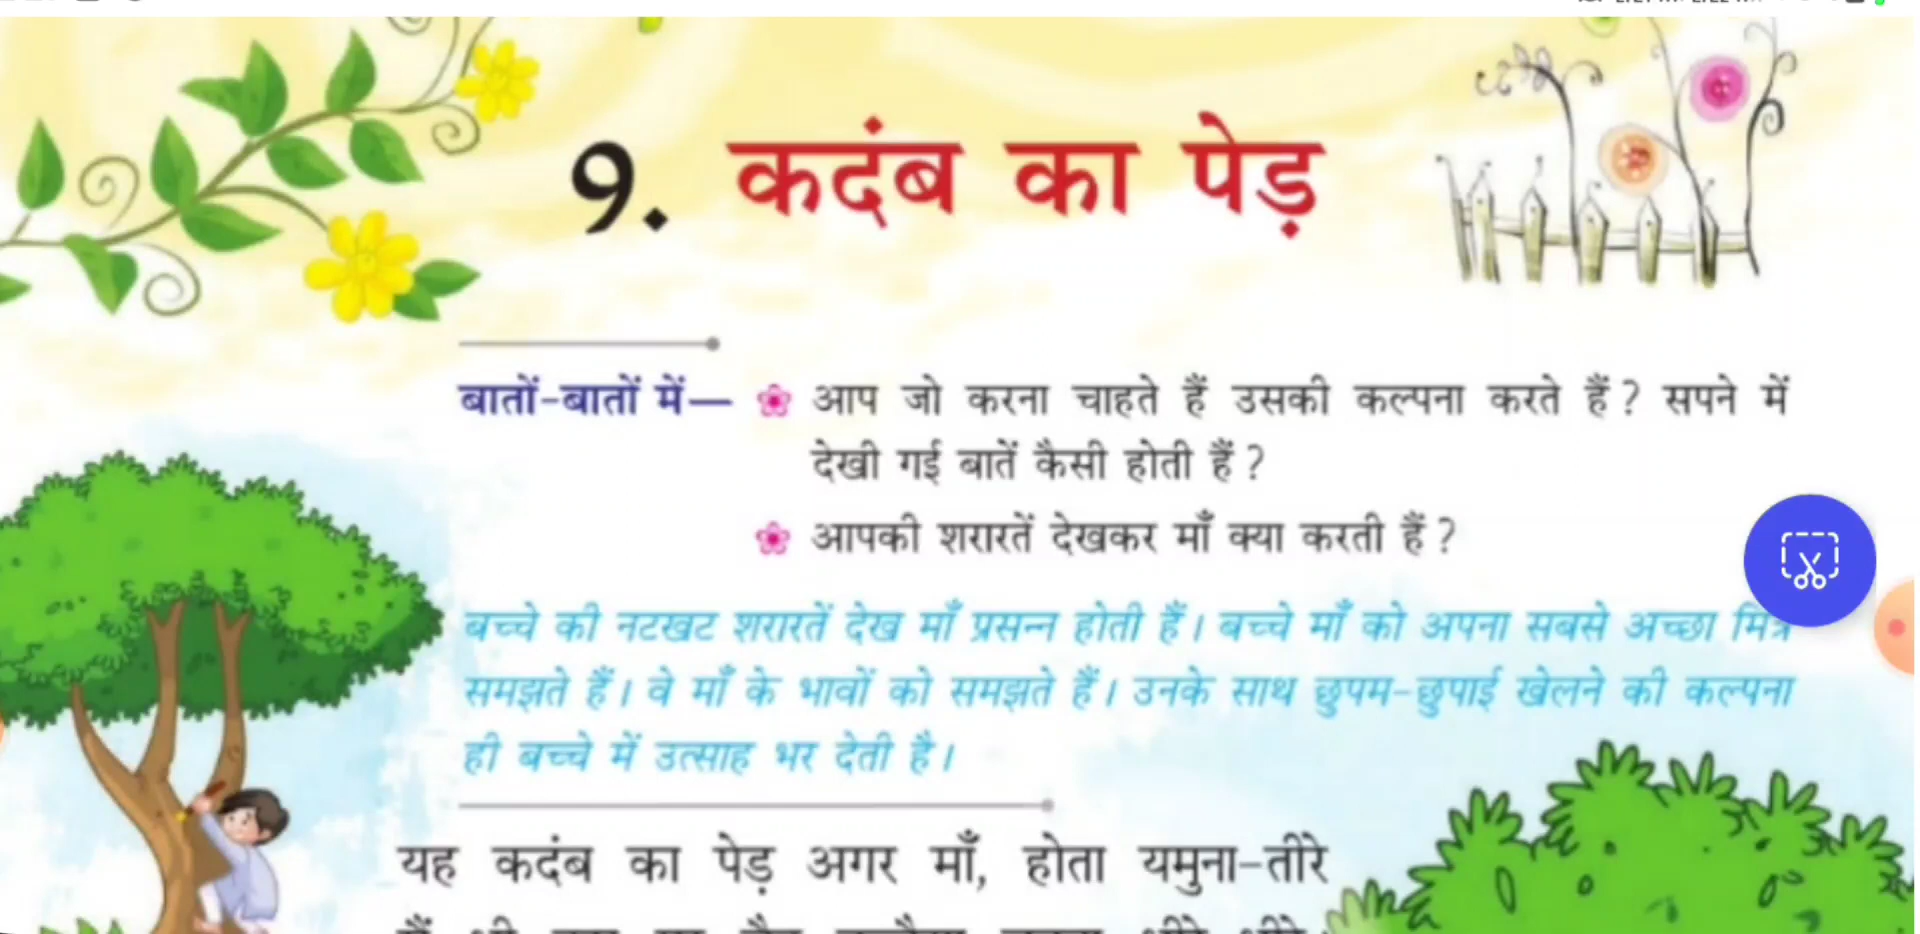 9. कदंब का पेड़
बातों-बातों में— आप जो करना चाहते हैं उसकी कल्पना करते हैं? सपने में
देखी गई बातें कैसी होती हैं?
आपकी शरारतें देखकर माँ क्या करती हैं?
बच्चे की नटखट शरारतें देख माँ प्रसन्न होती हैं। बच्चे माँ को अपना सबसे अच्छा मित्र
समझते हैं। वे माँ के भावों को समझते हैं। उनके साथ छुपम-छुपाई खेलने की कल्पना
ही बच्चे में उत्साह भर देती है।
यह कदंब का पेड़ अगर माँ, होता यमुना-तीरे